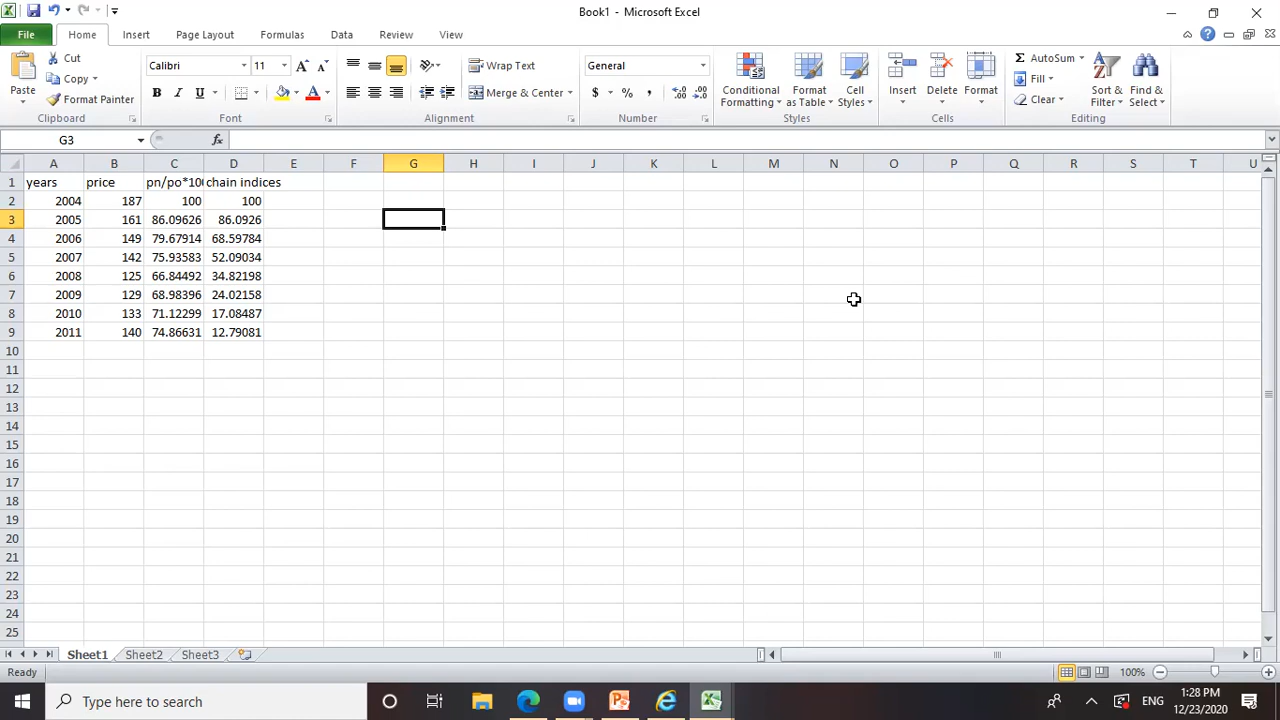 Book1 - Microsoft Excel
File Home Insert Page Layout Formulas Data Review View
Paste
Cut
Copy
Format Painter
Clipboard
Calibri 11
B I U
Font
Wrap Text
Merge & Center
Alignment
General
$ % ,
Number
Conditional Formatting
Format as Table
Cell Styles
Styles
Insert
Delete
Format
Cells
Σ AutoSum
Fill
Clear
Sort & Filter
Find & Select
Editing
G3 fx
A B C D E F G H I J K L M N O P Q R S T U
1 years price pn/po*10 chain indices
2 2004 187 100 100
3 2005 161 86.09626 86.0926
4 2006 149 79.67914 68.59784
5 2007 142 75.93583 52.09034
6 2008 125 66.84492 34.82198
7 2009 129 68.98396 24.02158
8 2010 133 71.12299 17.08487
9 2011 140 74.86631 12.79081
10
11
12
13
14
15
16
17
18
19
20
21
22
23
24
25
Sheet1 Sheet2 Sheet3
Ready 100%
Type here to search
ENG
1:28 PM
12/23/2020